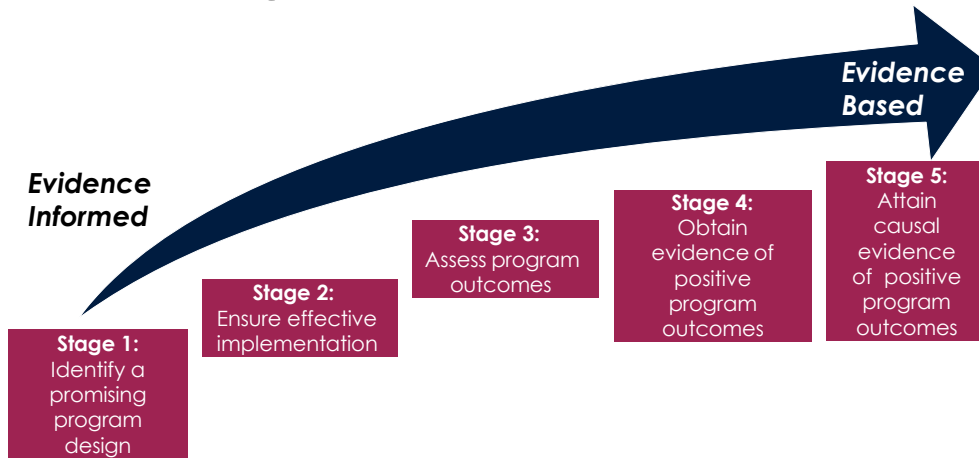 Evidence
Informed
Evidence
Based
Stage 1:
Identify a
promising
program
design
Stage 2:
Ensure effective
implementation
Stage 3:
Assess program
outcomes
Stage 4:
Obtain
evidence of
positive
program
outcomes
Stage 5:
Attain
causal
evidence
of positive
program
outcomes